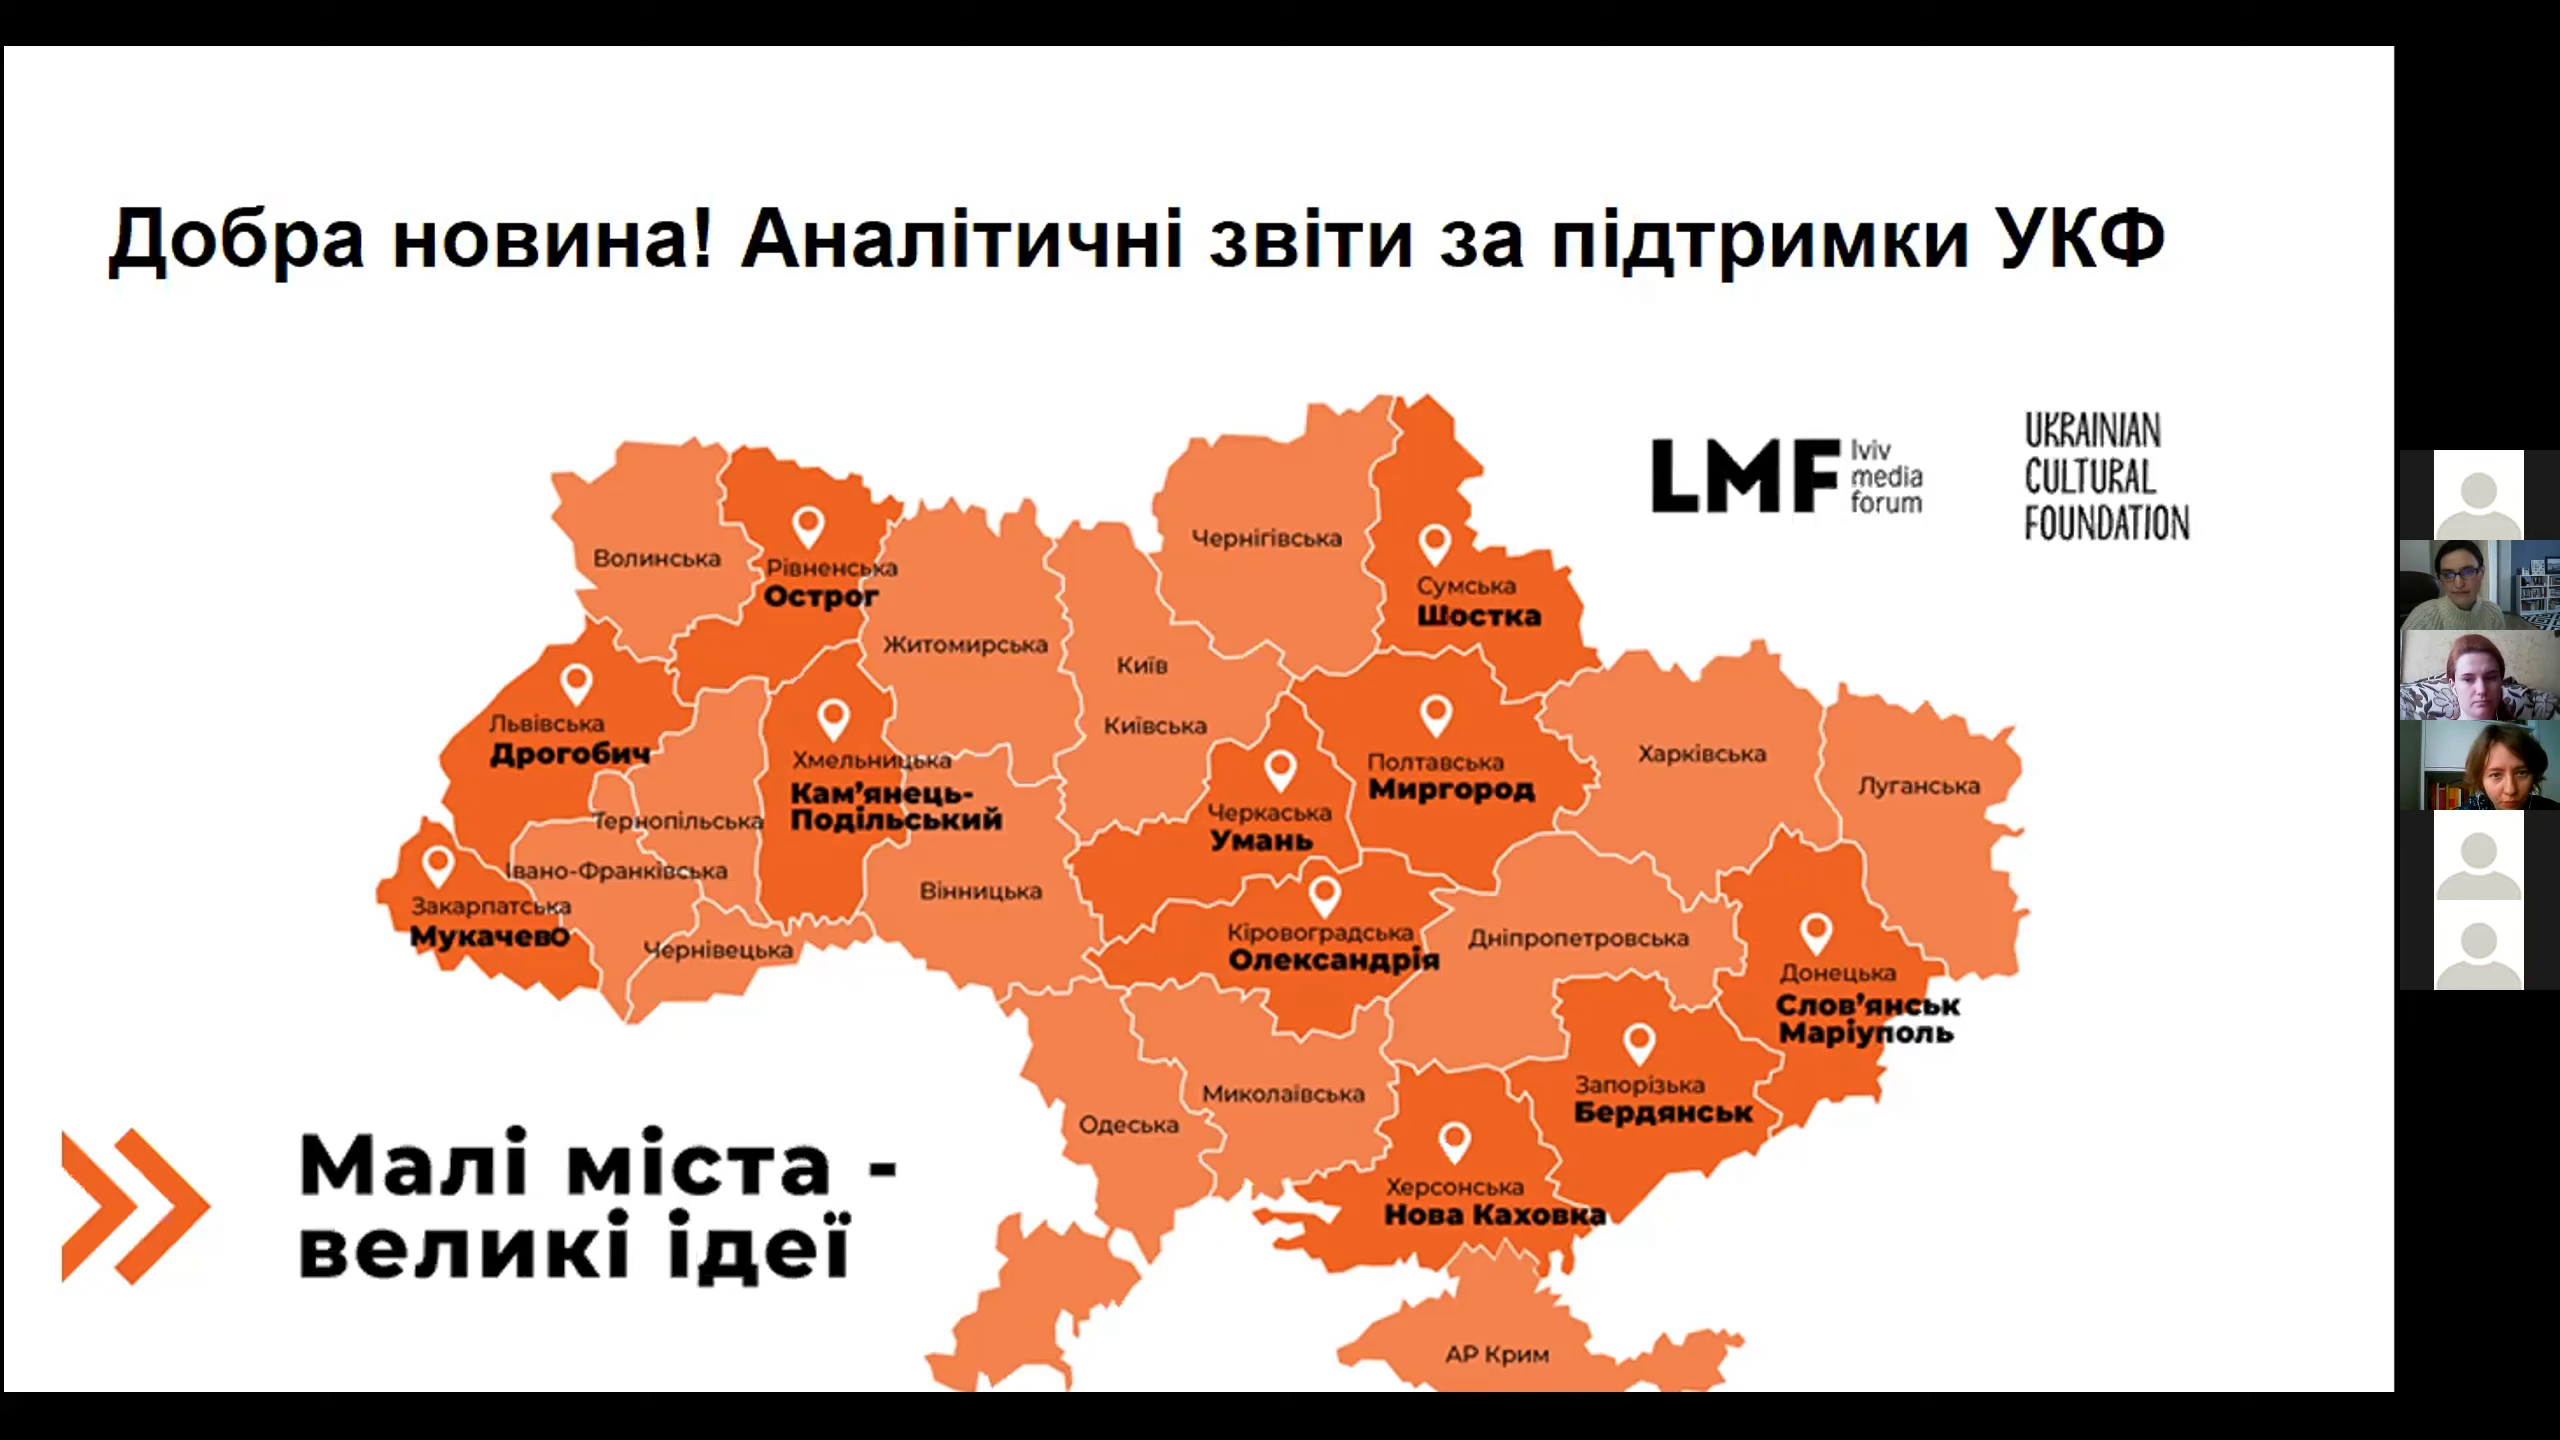 Добра новина! Аналітичні звіти за підтримки УКФ
LMF
lviv
media
forum
UKRAINIAN
CULTURAL
FOUNDATION
Волинська
Рівненська
Острог
Чернігівська
Сумська
Шостка
Житомирська
Київ
Київська
Львівська
Дрогобич
Хмельницька
Кам’янець-
Подільський
Тернопільська
Івано-Франківська
Закарпатська
Мукачево
Чернівецька
Вінницька
Черкаська
Умань
Полтавська
Миргород
Харківська
Луганська
Кіровоградська
Олександрія
Дніпропетровська
Донецька
Слов’янськ
Маріуполь
Запорізька
Бердянськ
Миколаївська
Одеська
Херсонська
Нова Каховка
АР Крим
Малі міста -
великі ідеї